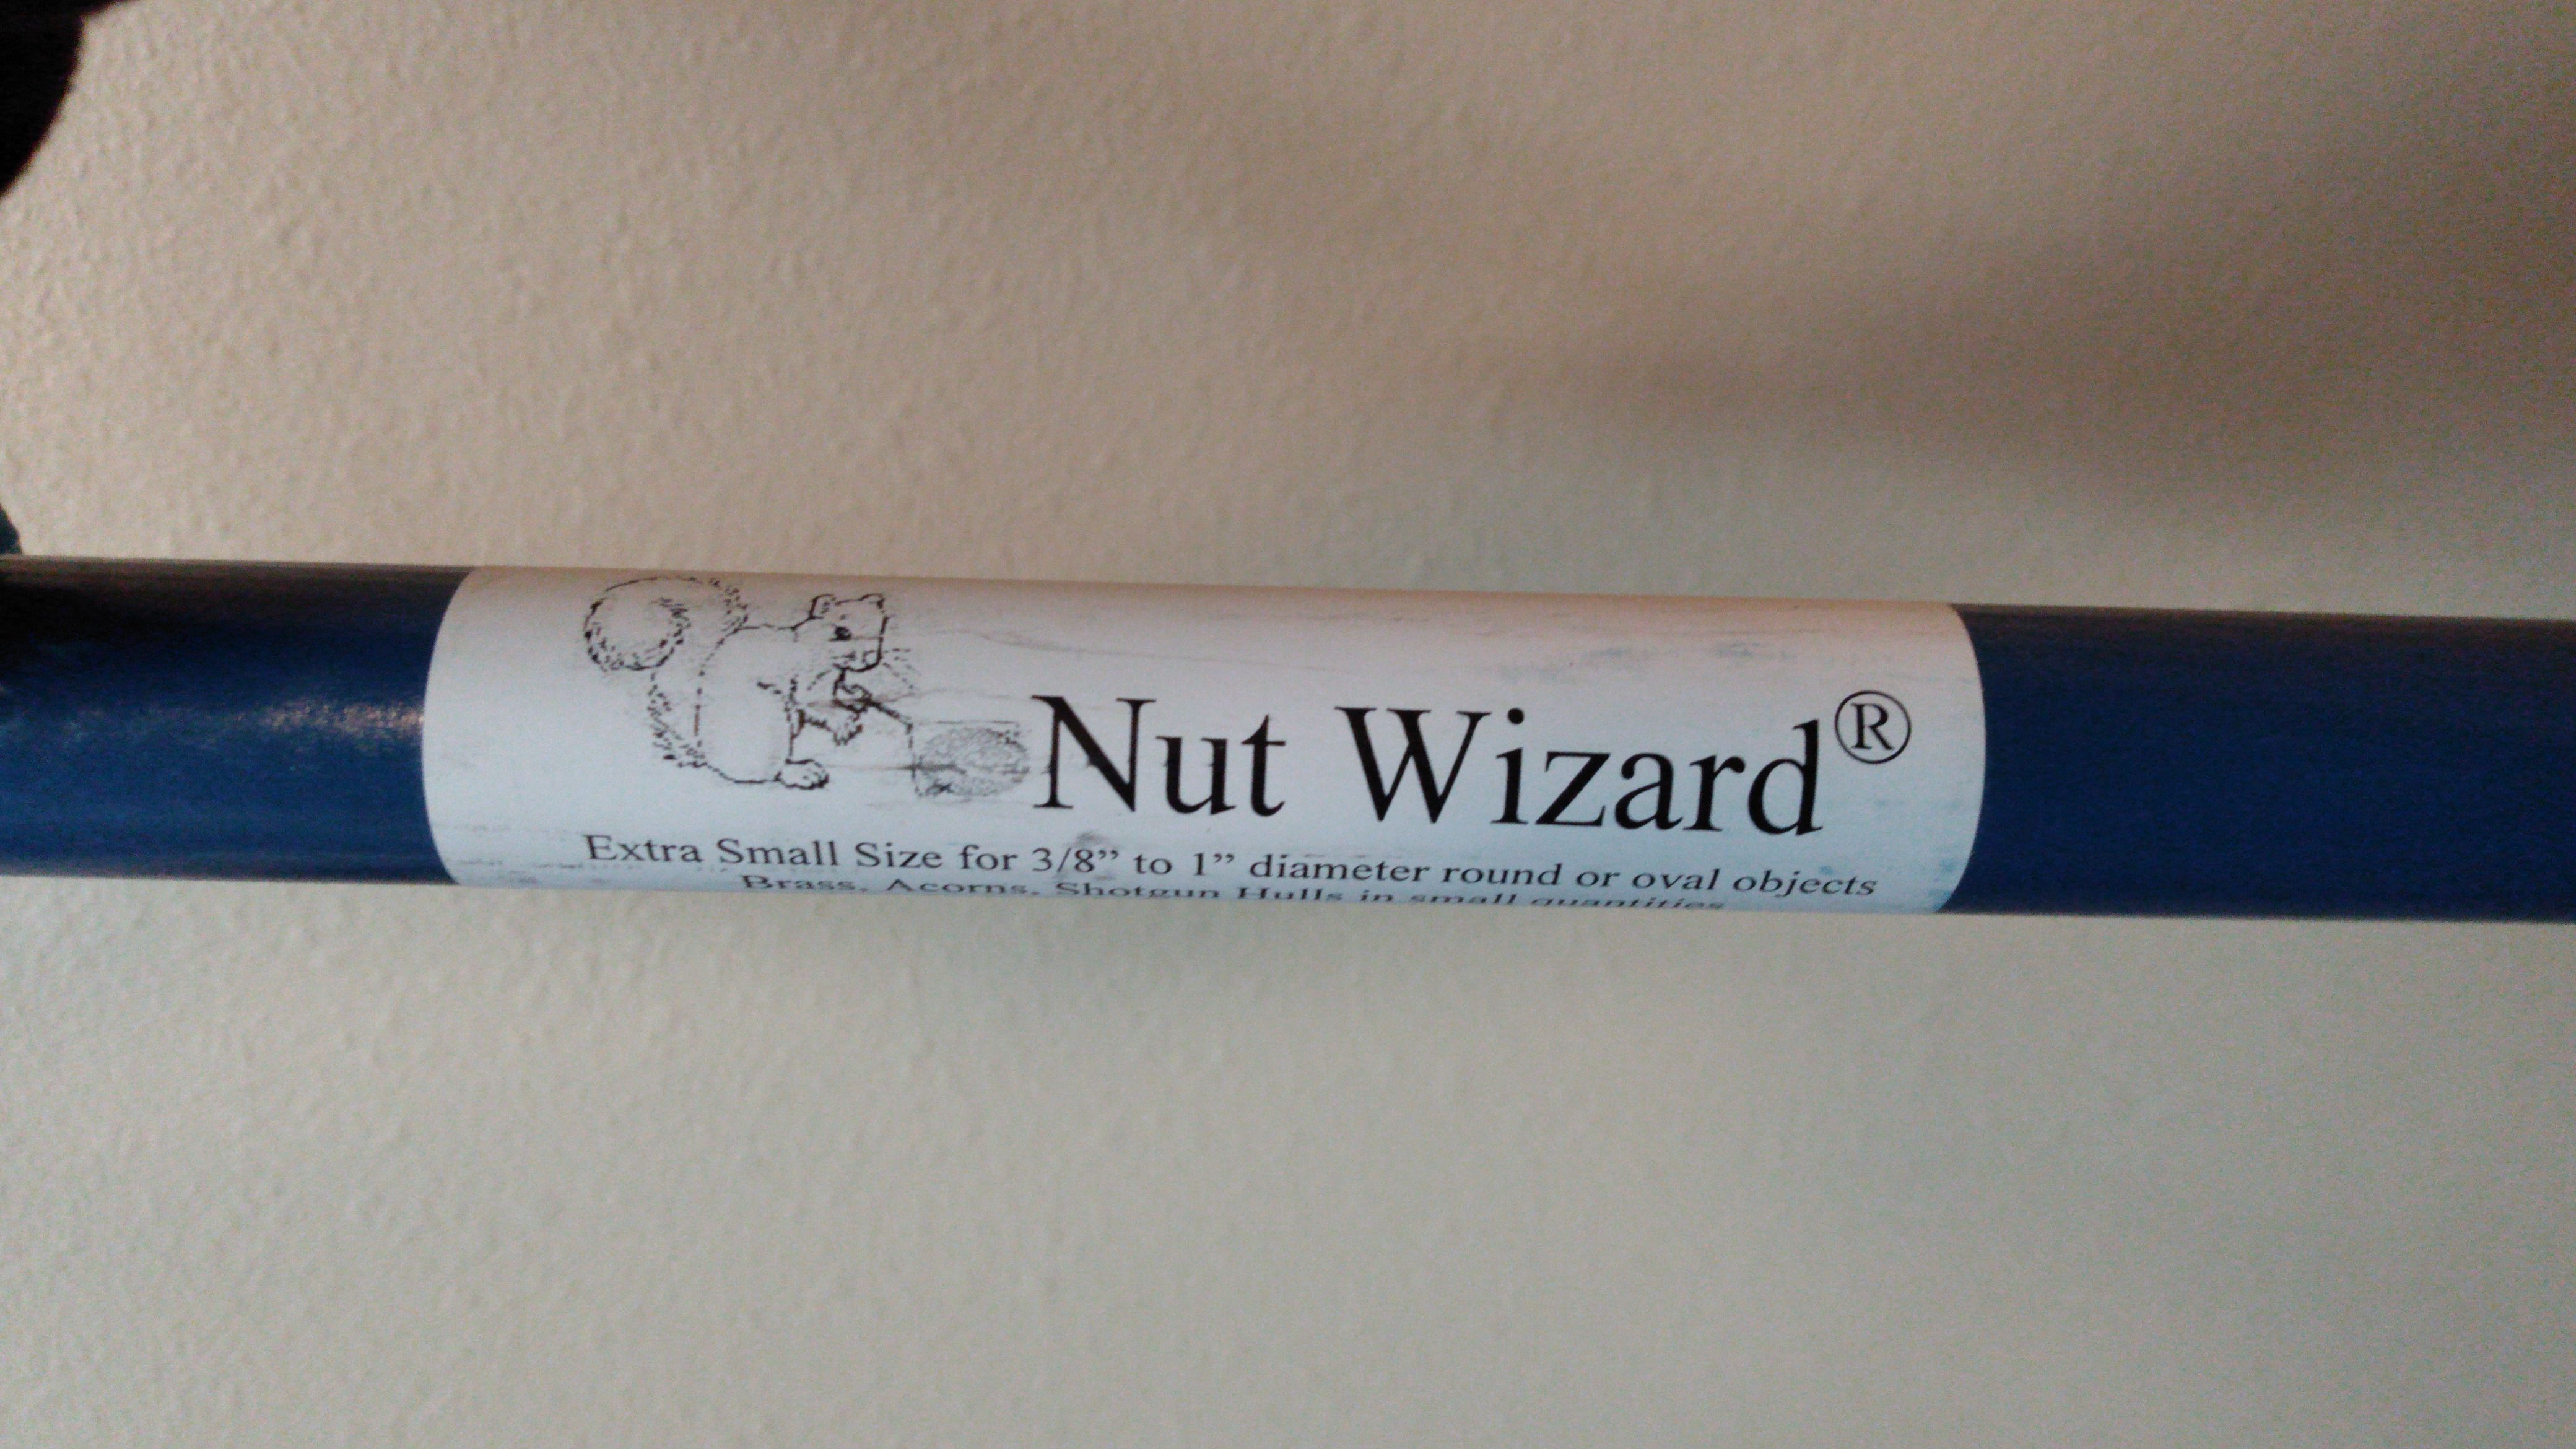 Nut Wizard®
Extra Small Size for 3/8” to 1” diameter round or oval objects
Brass, Acorns, Shotgun Hulls in small quantities